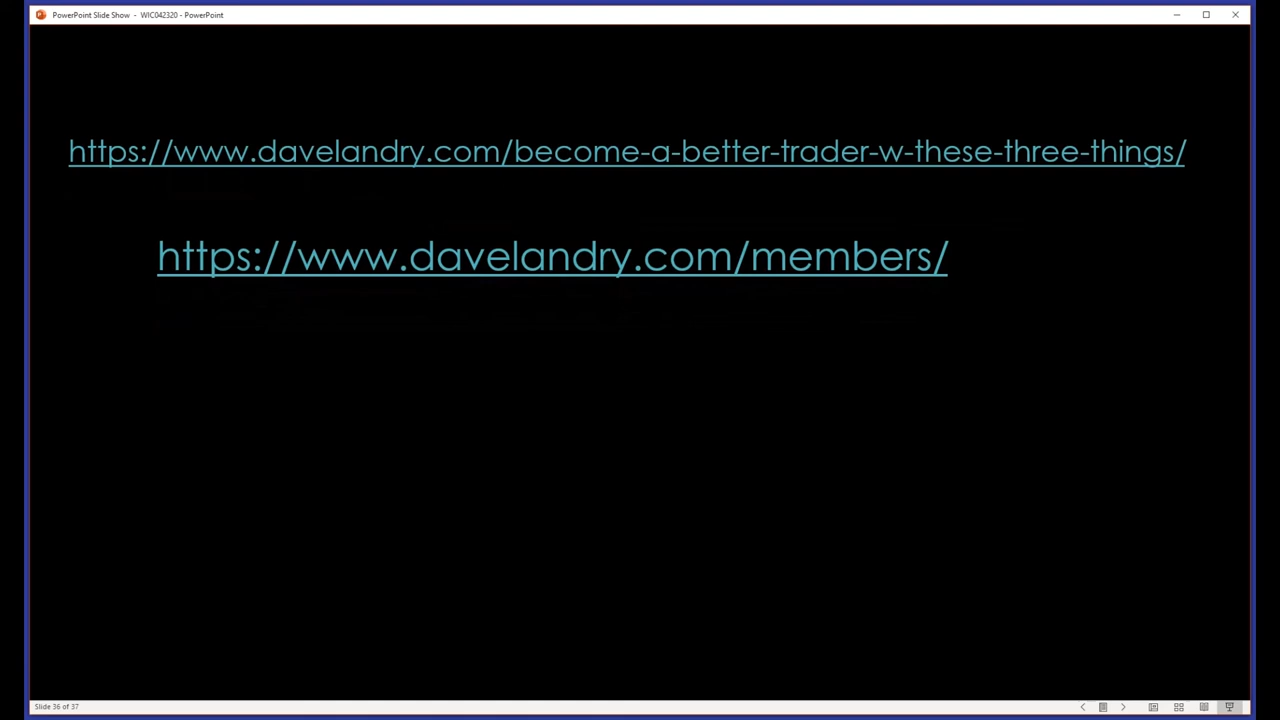 PowerPoint Slide Show - WIC042320 - PowerPoint
https://www.davelandry.com/become-a-better-trader-w-these-three-things/
https://www.davelandry.com/members/
Slide 36 of 37